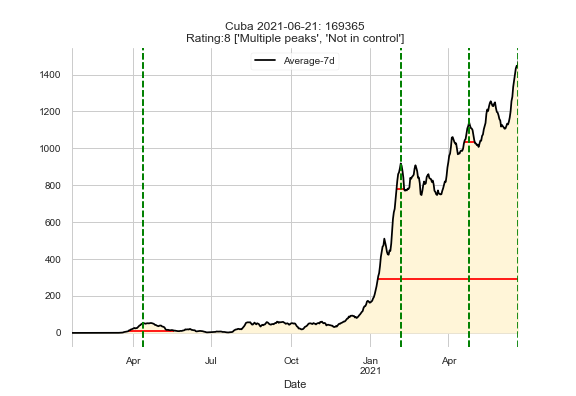 Cuba 2021-06-21: 169365
Rating:8 ['Multiple peaks', 'Not in control']
Average-7d
1400
1200
1000
800
600
400
200
0
Apr Jul Oct Jan Apr
2021
Date